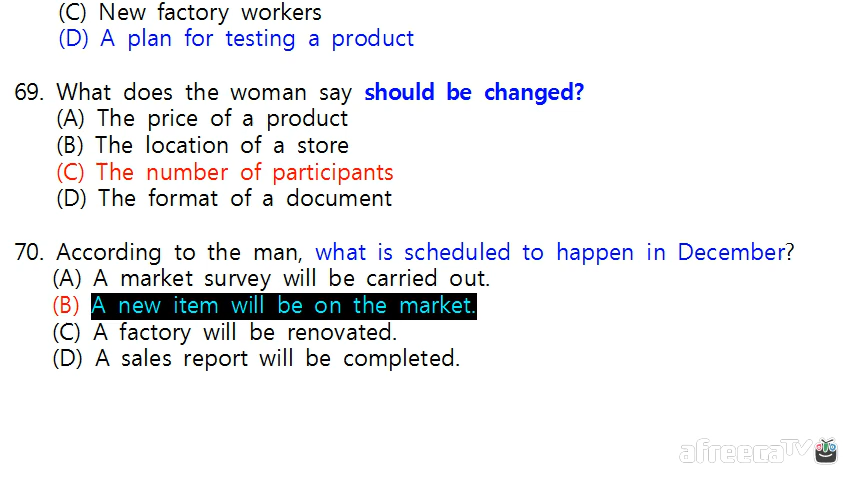 (C) New factory workers
(D) A plan for testing a product
69. What does the woman say should be changed?
(A) The price of a product
(B) The location of a store
(C) The number of participants
(D) The format of a document
70. According to the man, what is scheduled to happen in December?
(A) A market survey will be carried out.
(B) A new item will be on the market.
(C) A factory will be renovated.
(D) A sales report will be completed.
afreecaTV